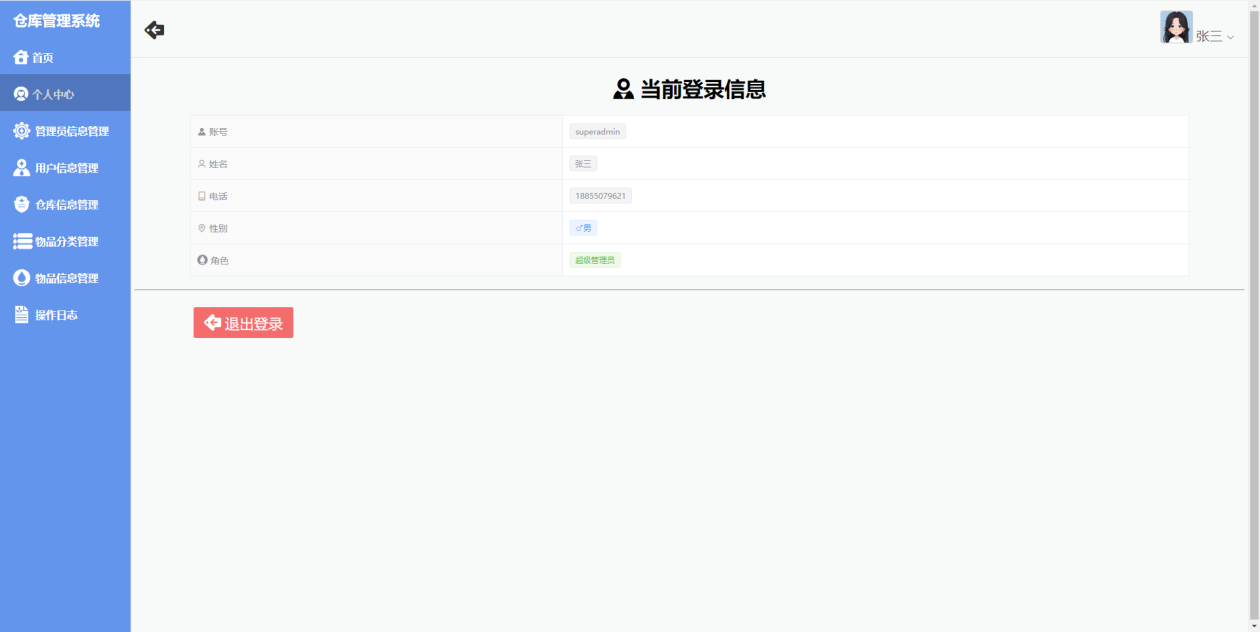 仓库管理系统
首页
个人中心
管理员信息管理
用户信息管理
仓库信息管理
物品分类管理
物品信息管理
操作日志
张三
当前登录信息
账号 superadmin
姓名 张三
电话 18855079621
性别 ♂男
角色 超级管理员
退出登录